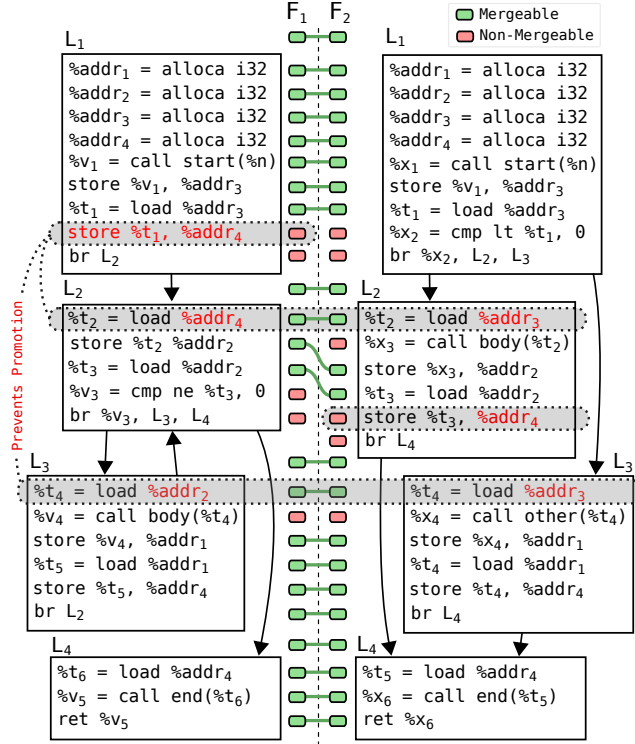 F₁ F₂
Mergeable
Non-Mergeable
L₁
%addr₁ = alloca i32
%addr₂ = alloca i32
%addr₃ = alloca i32
%addr₄ = alloca i32
%v₁ = call start(%n)
store %v₁, %addr₃
%t₁ = load %addr₃
store %t₁, %addr₄
br L₂
L₂
%t₂ = load %addr₄
store %t₂ %addr₂
%t₃ = load %addr₂
%v₃ = cmp ne %t₃, 0
br %v₃, L₃, L₄
Prevents Promotion
L₃
%t₄ = load %addr₂
%v₄ = call body(%t₄)
store %v₄, %addr₁
%t₅ = load %addr₁
store %t₅, %addr₄
br L₂
L₄
%t₆ = load %addr₄
%v₅ = call end(%t₆)
ret %v₅
L₁
%addr₁ = alloca i32
%addr₂ = alloca i32
%addr₃ = alloca i32
%addr₄ = alloca i32
%x₁ = call start(%n)
store %v₁, %addr₃
%t₁ = load %addr₃
%x₂ = cmp lt %t₁, 0
br %x₂, L₂, L₃
L₂
%t₂ = load %addr₃
%x₃ = call body(%t₂)
store %x₃, %addr₂
%t₃ = load %addr₂
store %t₃, %addr₄
br L₄
L₃
%t₄ = load %addr₃
%x₄ = call other(%t₄)
store %x₄, %addr₁
%t₄ = load %addr₁
store %t₄, %addr₄
br L₄
L₄
%t₅ = load %addr₄
%x₆ = call end(%t₅)
ret %x₆